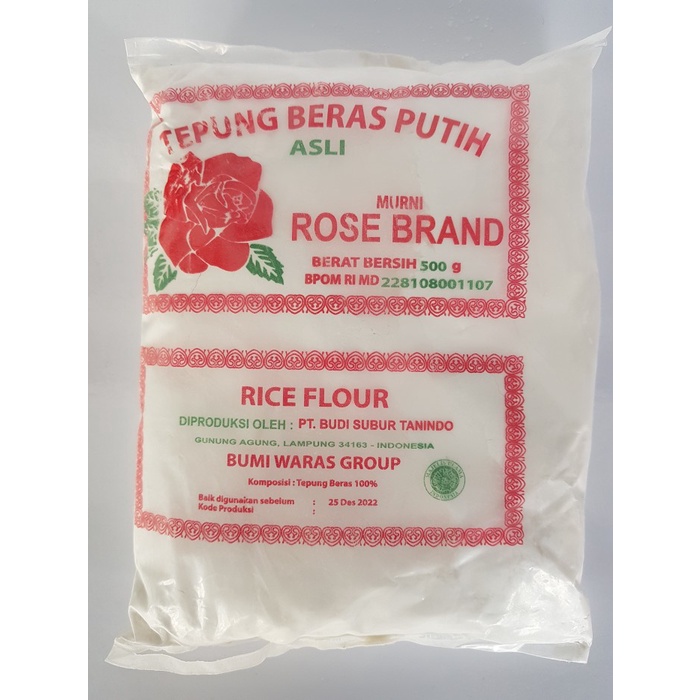 TEPUNG BERAS PUTIH
ASLI
MURNI
ROSE BRAND
BERAT BERSIH 500 g
BPOM RI MD 228108001107
RICE FLOUR
DIPRODUKSI OLEH : PT. BUDI SUBUR TANINDO
GUNUNG AGUNG, LAMPUNG 34163 - INDONESIA
BUMI WARAS GROUP
Komposisi : Tepung Beras 100%
Baik digunakan sebelum : 25 Des 2022
Kode Produksi :